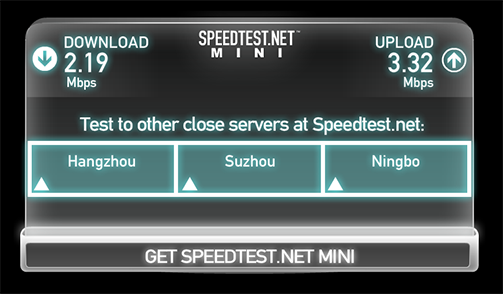 DOWNLOAD
2.19
Mbps
SPEEDTEST.NET™
MINI
UPLOAD
3.32
Mbps
Test to other close servers at Speedtest.net:
Hangzhou
Suzhou
Ningbo
GET SPEEDTEST.NET MINI